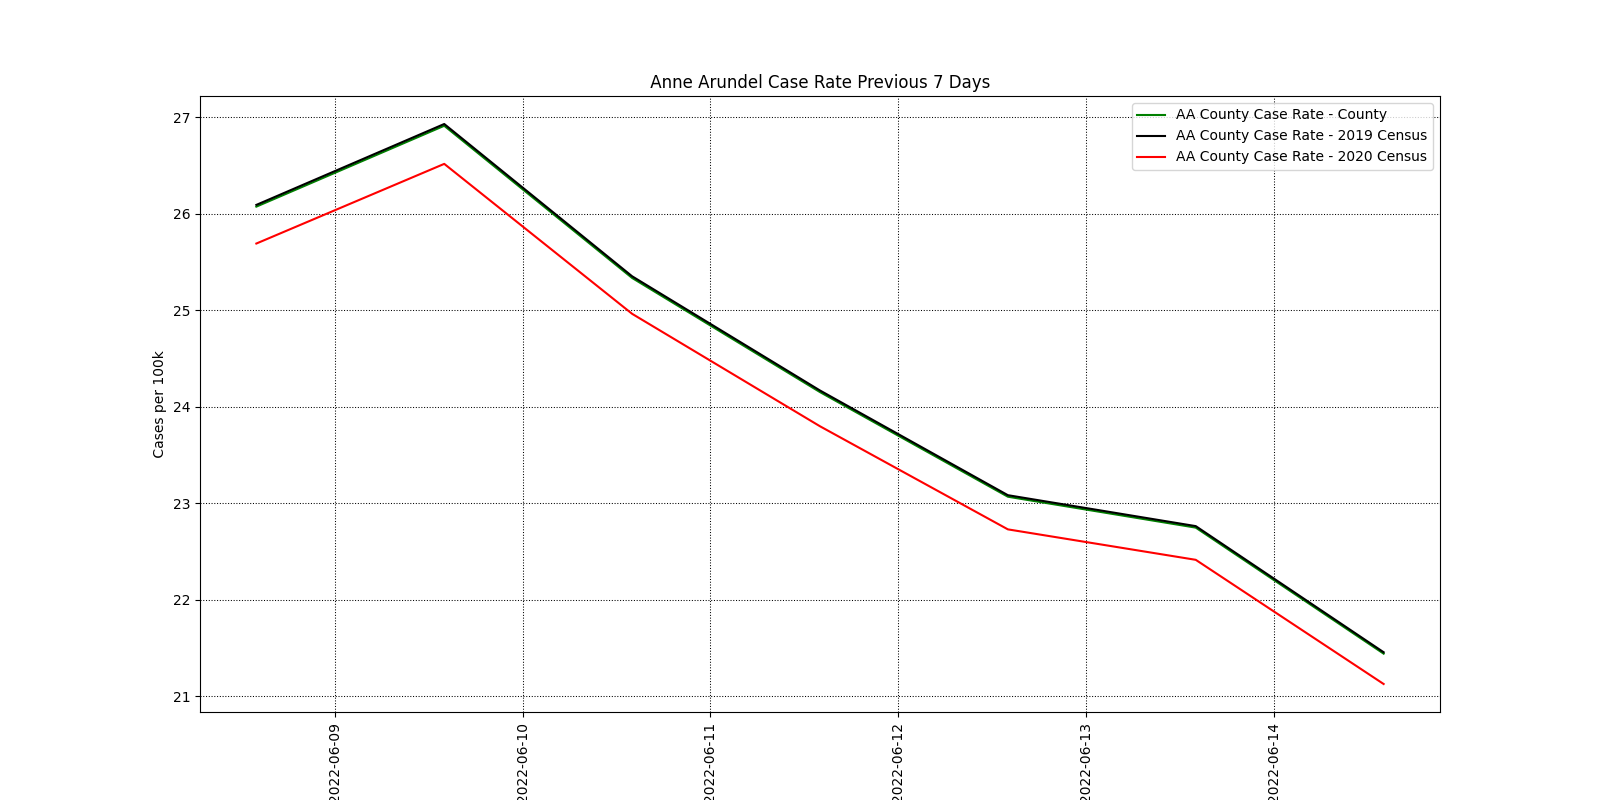 Anne Arundel Case Rate Previous 7 Days
AA County Case Rate - County
AA County Case Rate - 2019 Census
AA County Case Rate - 2020 Census
Cases per 100k
27
26
25
24
23
22
21
2022-06-09
2022-06-10
2022-06-11
2022-06-12
2022-06-13
2022-06-14